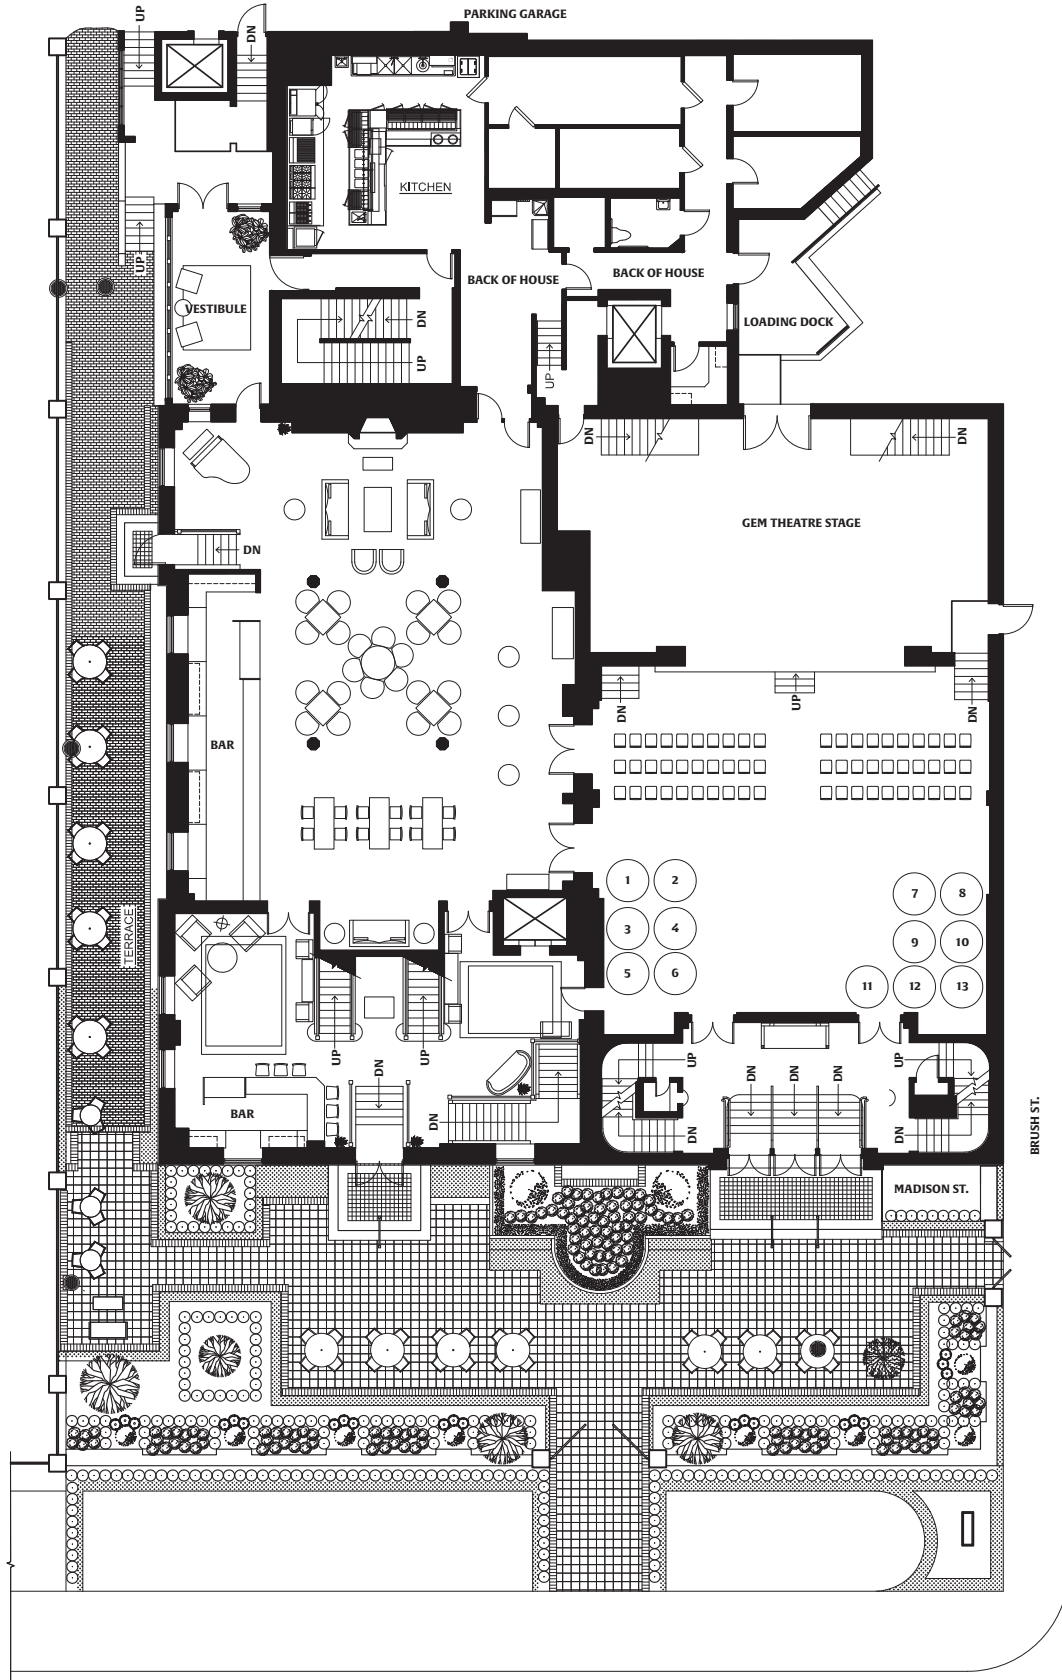 PARKING GARAGE
UP
DN
KITCHEN
UP
BACK OF HOUSE
BACK OF HOUSE
VESTIBULE
DN
UP
UP
LOADING DOCK
DN
DN
GEM THEATRE STAGE
DN
DN
UP
DN
BAR
1
2
3
4
5
6
7
8
9
10
11
12
13
TERRACE
UP
UP
DN
DN
BAR
UP
DN
DN
DN
DN
UP
DN
BRUSH ST.
MADISON ST.